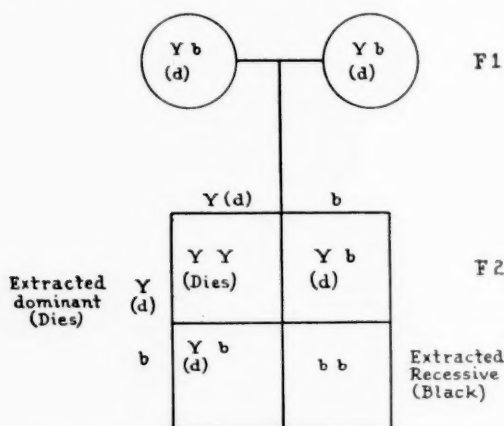 Y b
(d)
Y b
(d)
F1
Y (d)
b
Y Y
(Dies)
Y b
(d)
F2
Extracted
dominant
(Dies)
Y
(d)
b
Y b
(d)
b b
Extracted
Recessive
(Black)